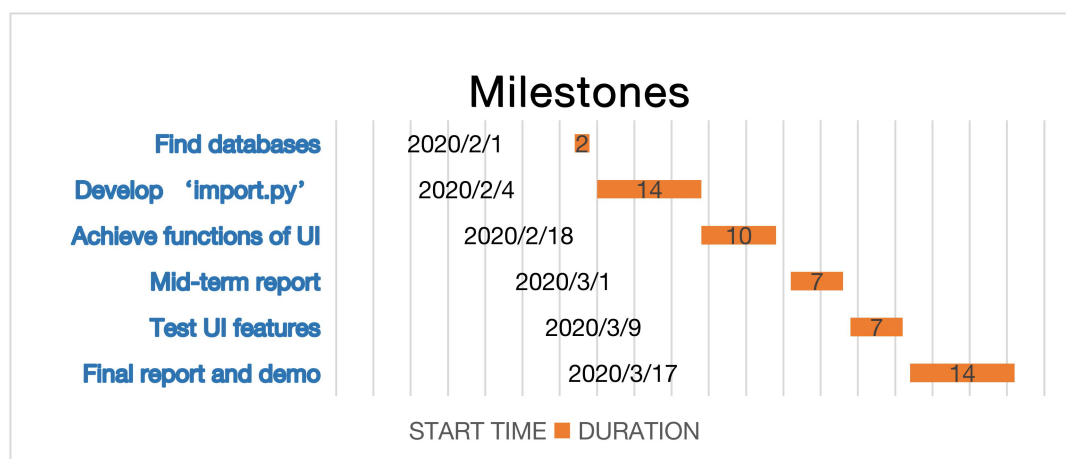 Milestones
Find databases 2020/2/1 2
Develop ‘import.py’ 2020/2/4 14
Achieve functions of UI 2020/2/18 10
Mid-term report 2020/3/1 7
Test UI features 2020/3/9 7
Final report and demo 2020/3/17 14
START TIME DURATION